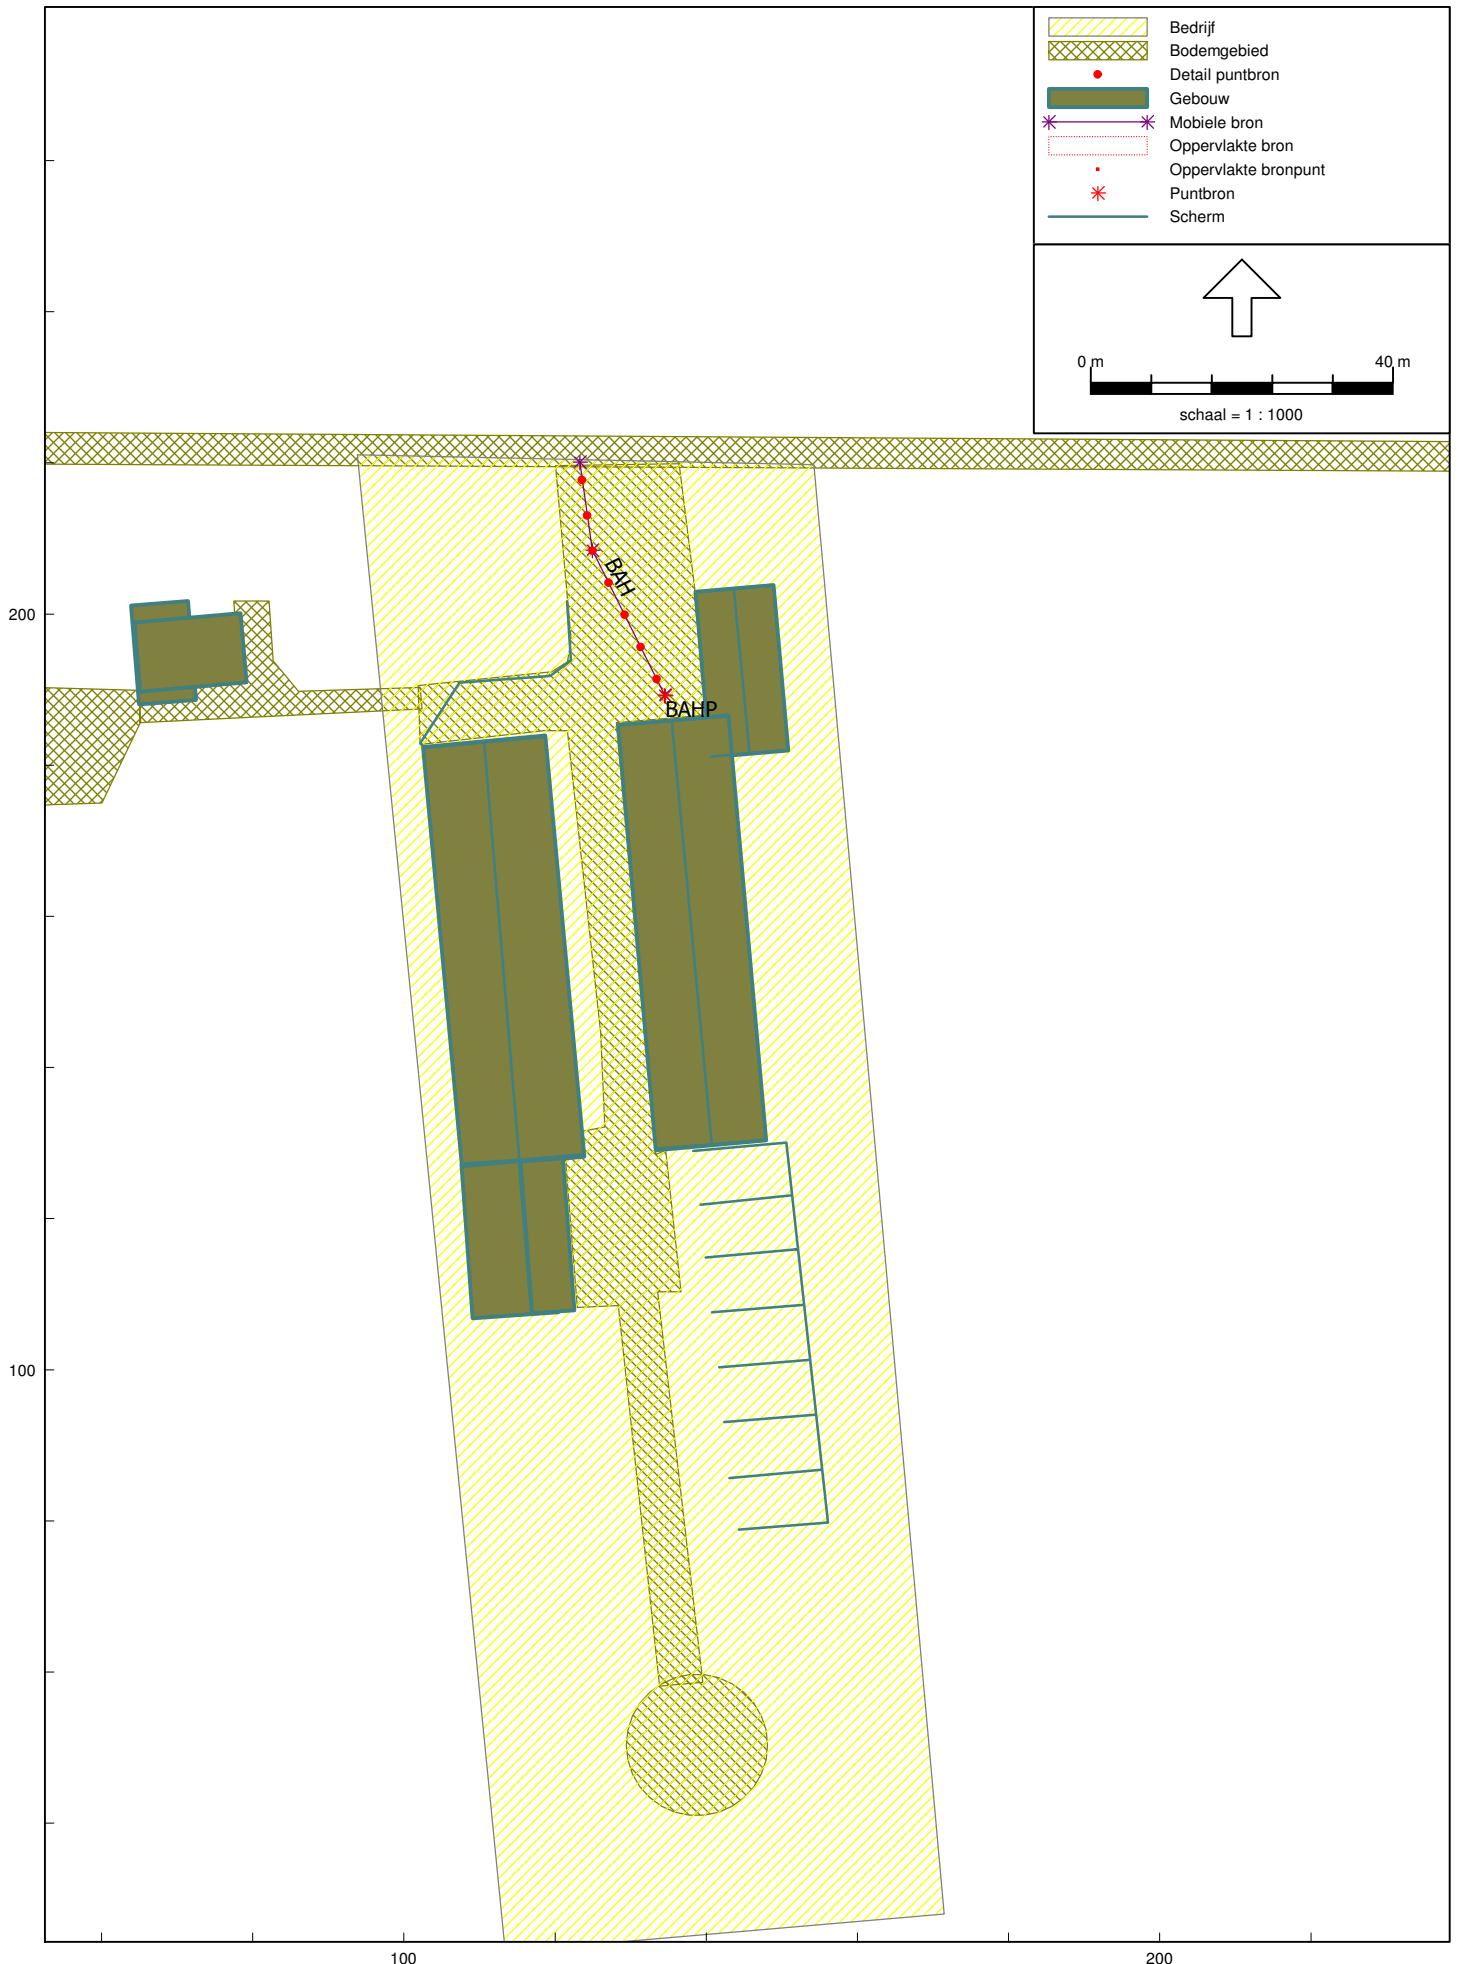 Bedrijf
Bodemgebied
Detail puntbron
Gebouw
Mobiele bron
Oppervlakte bron
Oppervlakte bronpunt
Puntbron
Scherm
0 m 40 m
schaal = 1 : 1000
BAH
200
BAHP
100
100 200